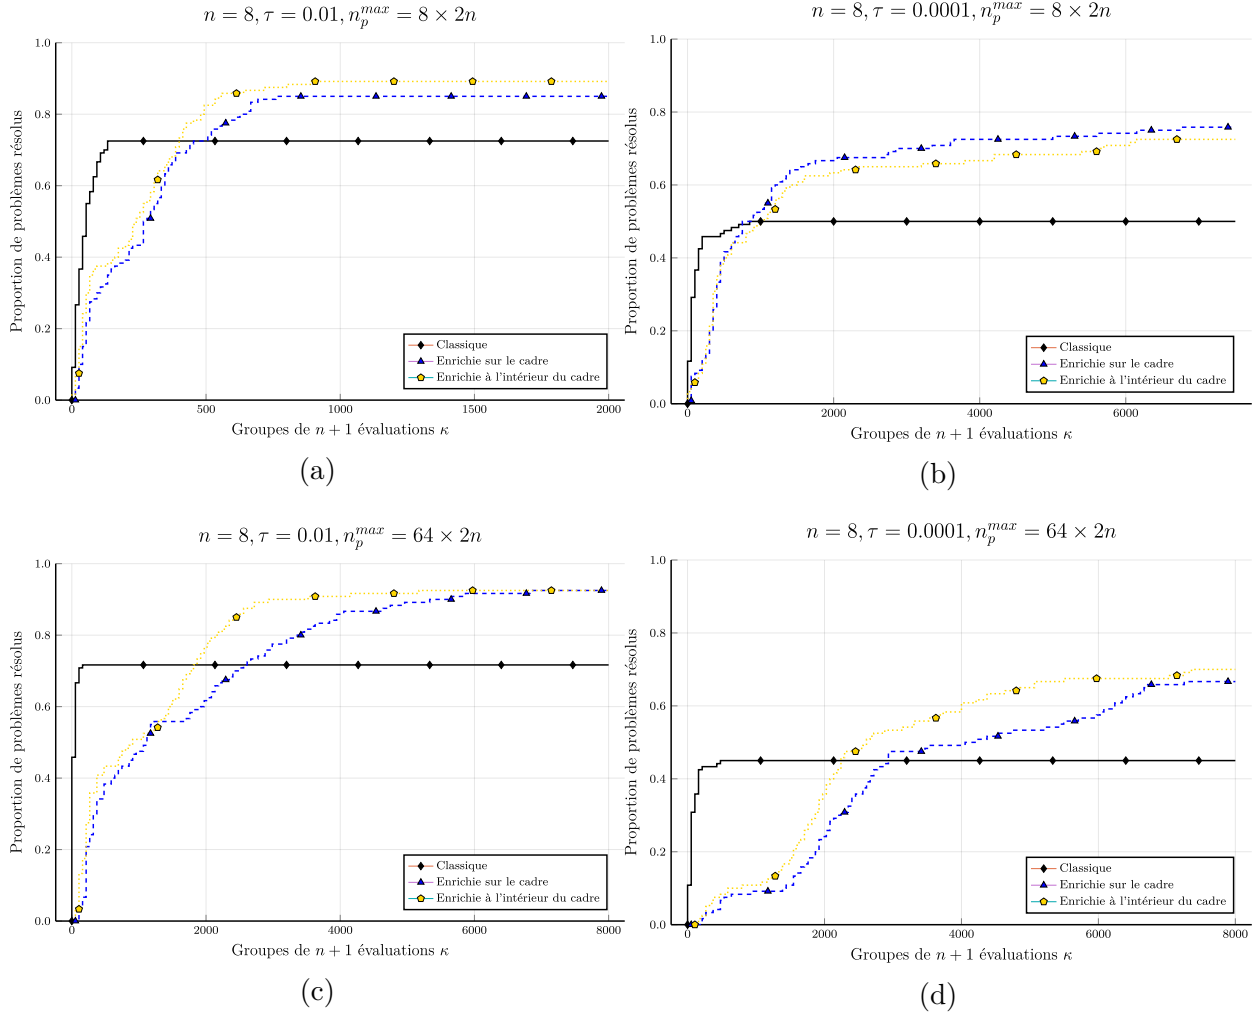 n = 8, τ = 0.01, n_p^{max} = 8 × 2n
Proportion de problèmes résolus
1.0
0.8
0.6
0.4
0.2
0.0
0 500 1000 1500 2000
Groupes de n + 1 évaluations κ
Classique
Enrichie sur le cadre
Enrichie à l'intérieur du cadre
(a)
n = 8, τ = 0.0001, n_p^{max} = 8 × 2n
Proportion de problèmes résolus
1.0
0.8
0.6
0.4
0.2
0.0
0 2000 4000 6000
Groupes de n + 1 évaluations κ
Classique
Enrichie sur le cadre
Enrichie à l'intérieur du cadre
(b)
n = 8, τ = 0.01, n_p^{max} = 64 × 2n
Proportion de problèmes résolus
1.0
0.8
0.6
0.4
0.2
0.0
0 2000 4000 6000 8000
Groupes de n + 1 évaluations κ
Classique
Enrichie sur le cadre
Enrichie à l'intérieur du cadre
(c)
n = 8, τ = 0.0001, n_p^{max} = 64 × 2n
Proportion de problèmes résolus
1.0
0.8
0.6
0.4
0.2
0.0
0 2000 4000 6000 8000
Groupes de n + 1 évaluations κ
Classique
Enrichie sur le cadre
Enrichie à l'intérieur du cadre
(d)